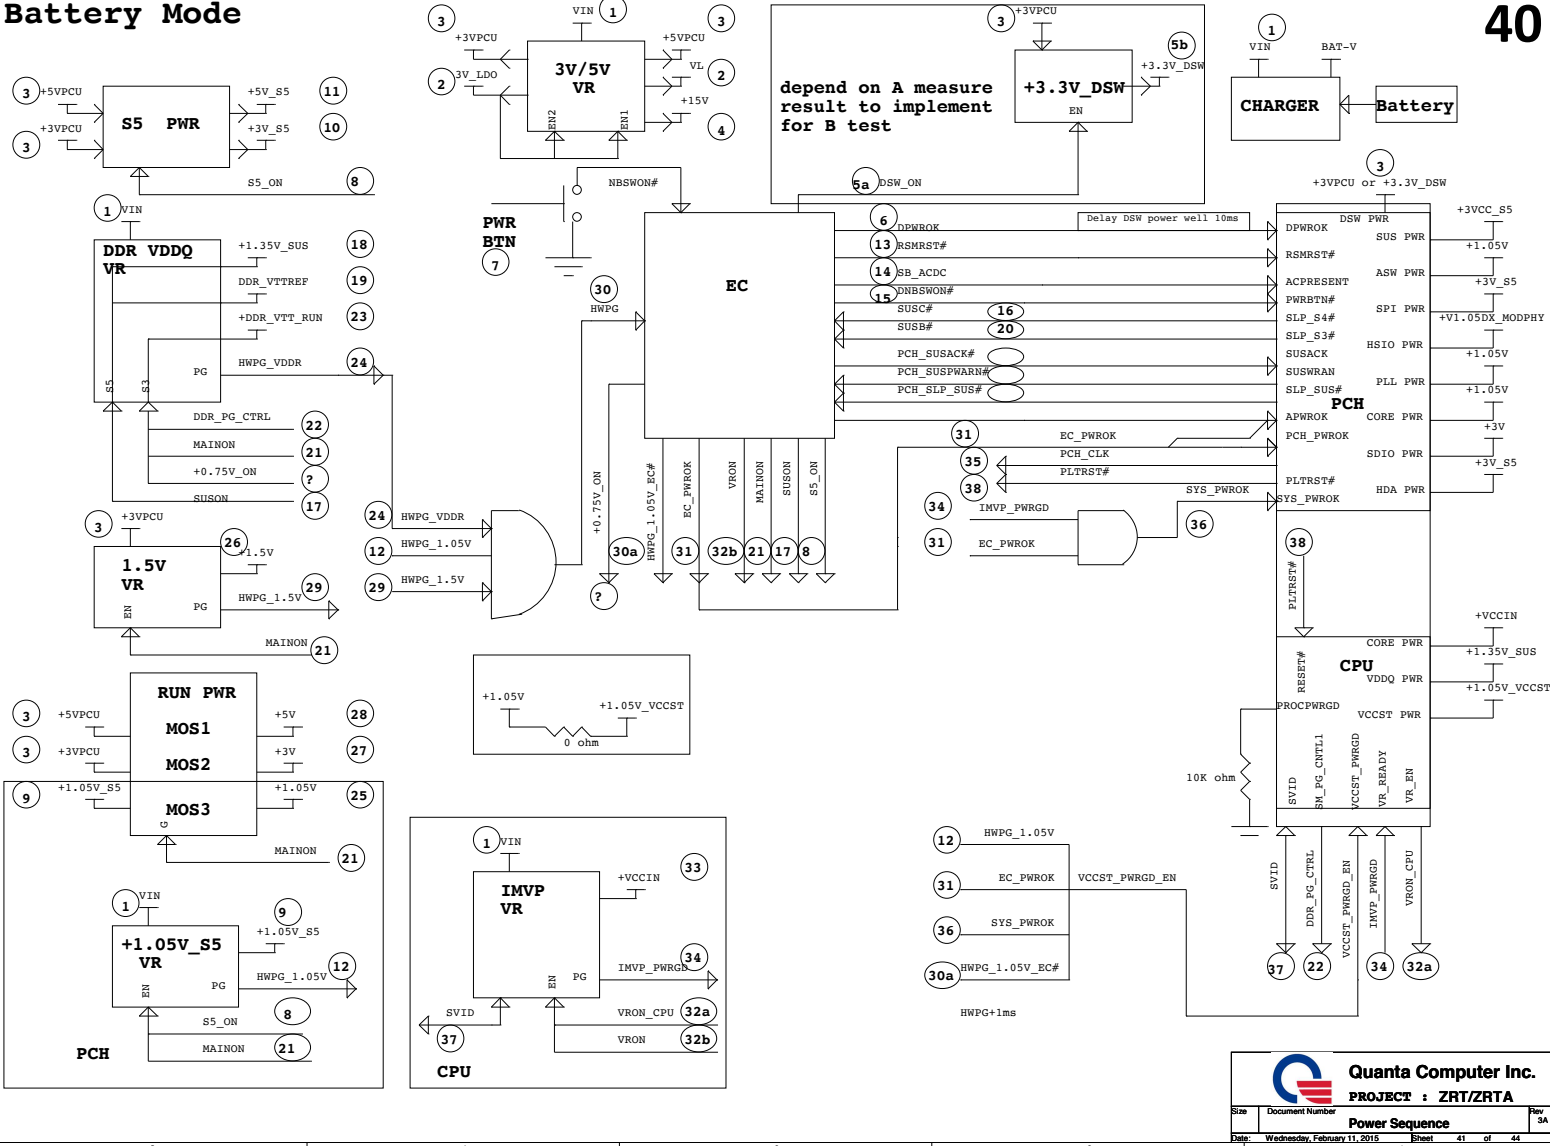 Battery Mode
40
3
+5VPCU
3
+3VPCU
S5 PWR
+5V_S5
11
+3V_S5
10
S5_ON
8
VIN
1
3
+3VPCU
2
3V_LDO
3V/5V
VR
EN2
EN1
3
+5VPCU
VL
2
+15V
4
depend on A measure
result to implement
for B test
3
+3VPCU
+3.3V_DSW
EN
5b
+3.3V_DSW
5a
DSW_ON
1
VIN
BAT-V
CHARGER
Battery
NBSWON#
PWR
BTN
7
1
VIN
DDR VDDQ
VR
+1.35V_SUS
18
DDR_VTTREF
19
+DDR_VTT_RUN
23
HWPG_VDDR
24
PG
S5
S3
DDR_PG_CTRL
22
MAINON
21
+0.75V_ON
?
SUSON
17
30
HWPG
EC
6
DPWROK
Delay DSW power well 10ms
13
RSMRST#
14
SB_ACDC
15
DNBSWON#
SUSC#
16
SUSB#
20
PCH_SUSACK#
PCH_SUSPWARN#
PCH_SLP_SUS#
31
EC_PWROK
35
PCH_CLK
38
PLTRST#
3
+3VPCU or +3.3V_DSW
DSW PWR
DPWROK
RSMRST#
ACPRESENT
PWRBTN#
SLP_S4#
SLP_S3#
SUSACK
SUSWRAN
SLP_SUS#
PCH
APWROK
PCH_PWROK
PLTRST#
SYS_PWROK
SUS PWR
ASW PWR
SPI PWR
HSIO PWR
PLL PWR
CORE PWR
SDIO PWR
HDA PWR
+3VCC_S5
+1.05V
+3V_S5
+V1.05DX_MODPHY
+1.05V
+1.05V
+3V
+3V_S5
SYS_PWROK
34
IMVP_PWRGD
31
EC_PWROK
36
+0.75V_ON
HWPG_1.05V_EC#
EC_PWROK
VRON
MAINON
SUSON
S5_ON
30a
31
32b
21
17
8
?
3
+3VPCU
1.5V
VR
26
+1.5V
HWPG_1.5V
29
EN
PG
MAINON
21
24
HWPG_VDDR
12
HWPG_1.05V
29
HWPG_1.5V
38
PLTRST#
RESET#
CPU
CORE PWR
VDDQ PWR
VCCST PWR
+VCCIN
+1.35V_SUS
+1.05V_VCCST
PROCPWRGD
10K ohm
SVID
SM_PG_CNTL1
VCCST_PWRGD
VR_READY
VR_EN
SVID
DDR_PG_CTRL
VCCST_PWRGD_EN
IMVP_PWRGD
VRON_CPU
37
22
34
32a
+1.05V
+1.05V_VCCST
0 ohm
RUN PWR
3
+5VPCU
MOS1
+5V
28
3
+3VPCU
MOS2
+3V
27
9
+1.05V_S5
MOS3
+1.05V
25
G
MAINON
21
1
VIN
+1.05V_S5
VR
9
+1.05V_S5
HWPG_1.05V
12
EN
PG
S5_ON
8
MAINON
21
PCH
1
VIN
IMVP
VR
+VCCIN
33
IMVP_PWRGD
34
EN
PG
SVID
37
VRON_CPU
32a
VRON
32b
CPU
12
HWPG_1.05V
31
EC_PWROK
VCCST_PWRGD_EN
36
SYS_PWROK
30a
HWPG_1.05V_EC#
HWPG+1ms
Quanta Computer Inc.
PROJECT : ZRT/ZRTA
Size
Document Number
Rev
Power Sequence
3A
Date:
Wednesday, February 11, 2015
Sheet
41
of
44